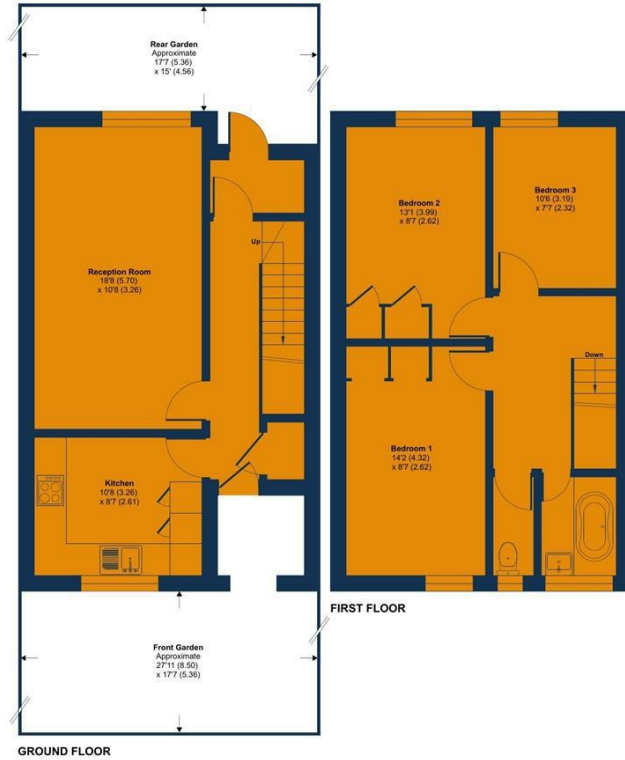 Rear Garden
Approximate
17'7 (5.36)
x 15' (4.56)
Up
Reception Room
18'8 (5.70)
x 10'8 (3.26)
Kitchen
10'8 (3.26)
x 8'7 (2.61)
Front Garden
Approximate
27'11 (8.50)
x 17'7 (5.36)
GROUND FLOOR
Bedroom 2
13'1 (3.99)
x 8'7 (2.62)
Bedroom 3
10'6 (3.19)
x 7'7 (2.32)
Down
Bedroom 1
14'2 (4.32)
x 8'7 (2.62)
FIRST FLOOR